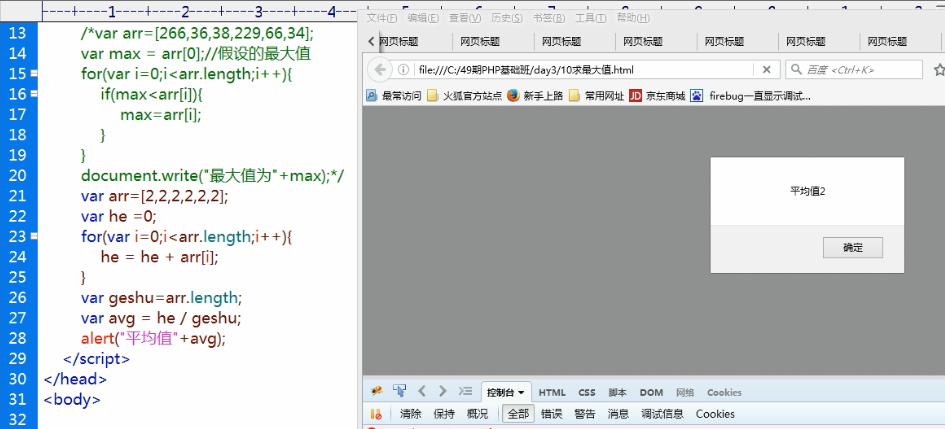 ----+----1----+----2----+----3----+----4
13 /*var arr=[266,36,38,229,66,34];
14 var max = arr[0];//假设的最大值
15 for(var i=0;i<arr.length;i++){
16 if(max<arr[i]){
17 max=arr[i];
18 }
19 }
20 document.write("最大值为"+max);*/
21 var arr=[2,2,2,2,2,2];
22 var he =0;
23 for(var i=0;i<arr.length;i++){
24 he = he + arr[i];
25 }
26 var geshu=arr.length;
27 var avg = he / geshu;
28 alert("平均值"+avg);
29 </script>
30 </head>
31 <body>
32
文件(F) 编辑(E) 查看(V) 历史(S) 书签(B) 工具(T) 帮助(H)
网页标题 网页标题 网页标题 网页标题 网页标题 网页标题 网页标题
file:///C:/49期PHP基础班/day3/10求最大值.html 百度 <Ctrl+K>
最常访问 火狐官方站点 新手上路 常用网址 JD 京东商城 firebug一直显示调试...
平均值2
确定
控制台 HTML CSS 脚本 DOM 网络 Cookies
清除 保持 概况 全部 错误 警告 消息 调试信息 Cookies